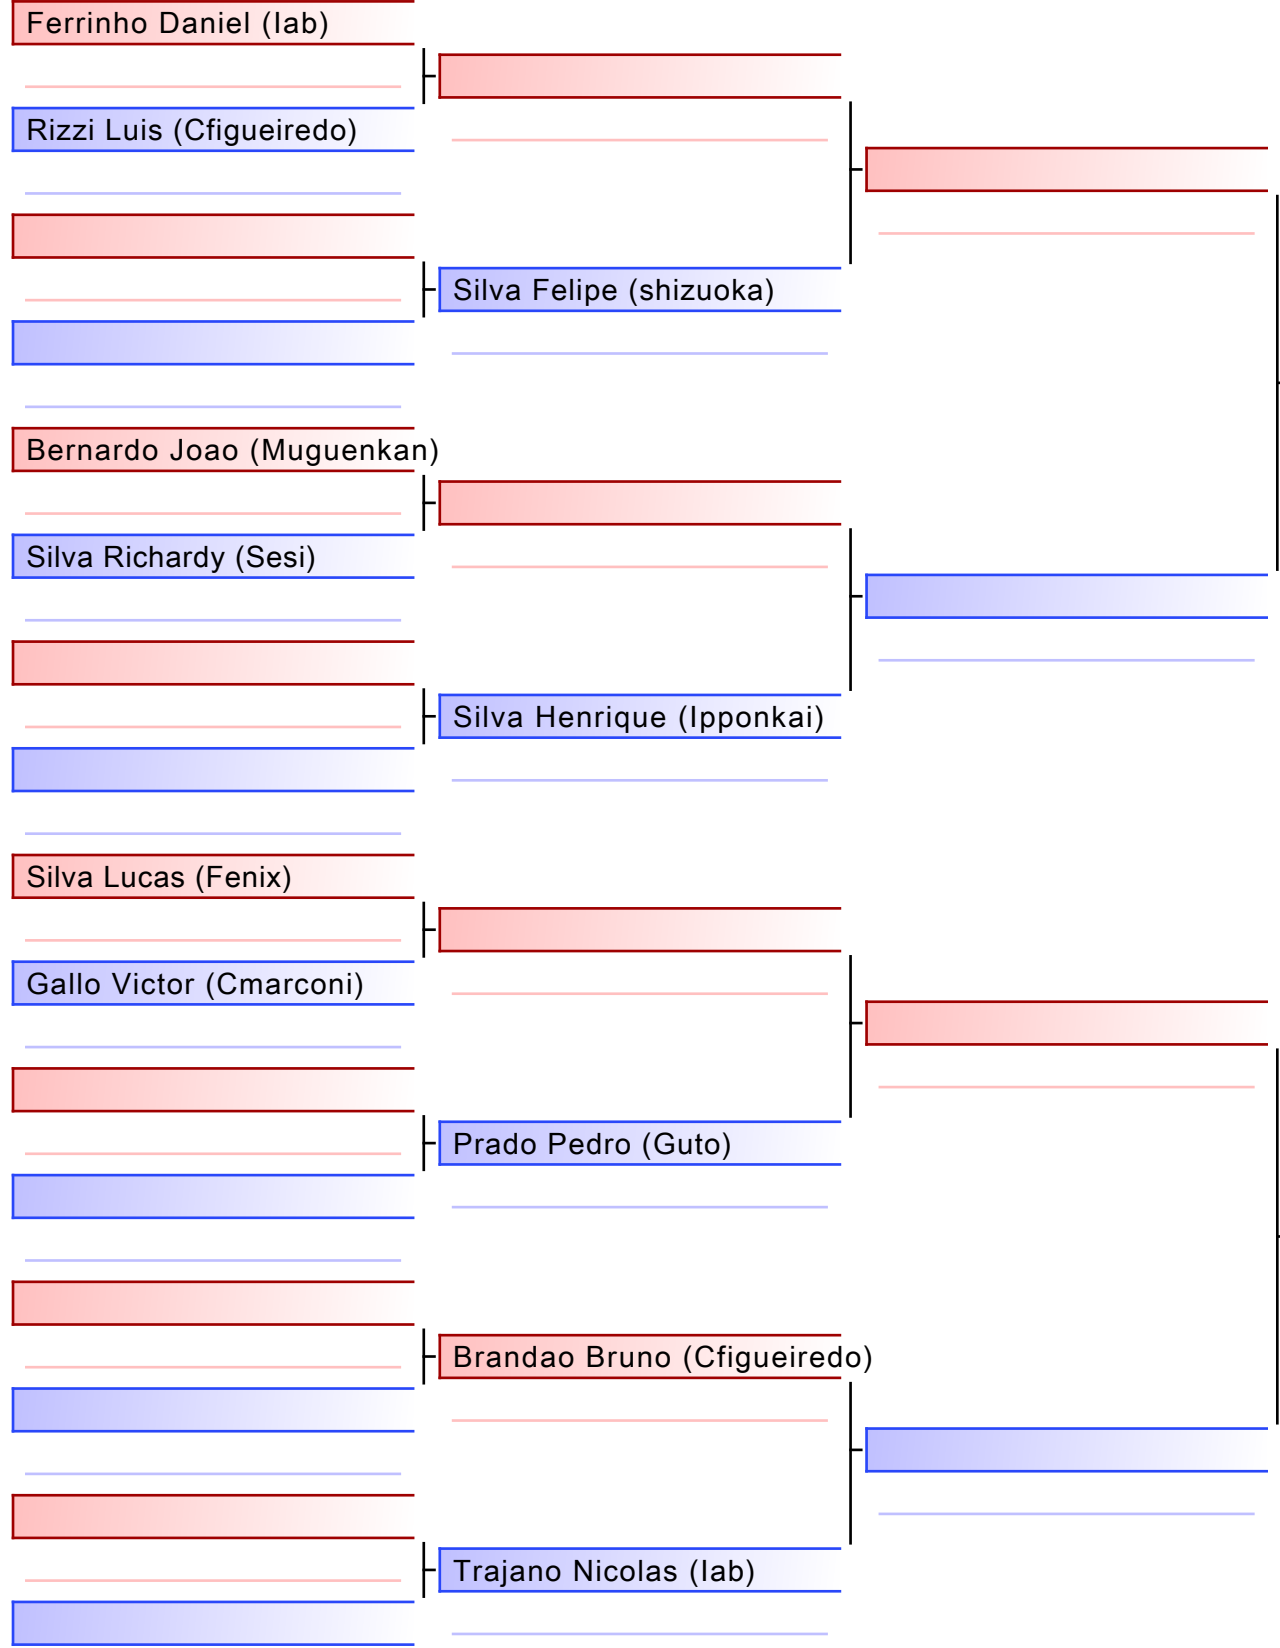 Ferrinho Daniel (Iab)
Rizzi Luis (Cfigueiredo)
Silva Felipe (shizuoka)
Bernardo Joao (Muguenkan)
Silva Richardy (Sesi)
Silva Henrique (Ipponkai)
Silva Lucas (Fenix)
Gallo Victor (Cmarconi)
Prado Pedro (Guto)
Brandao Bruno (Cfigueiredo)
Trajano Nicolas (Iab)